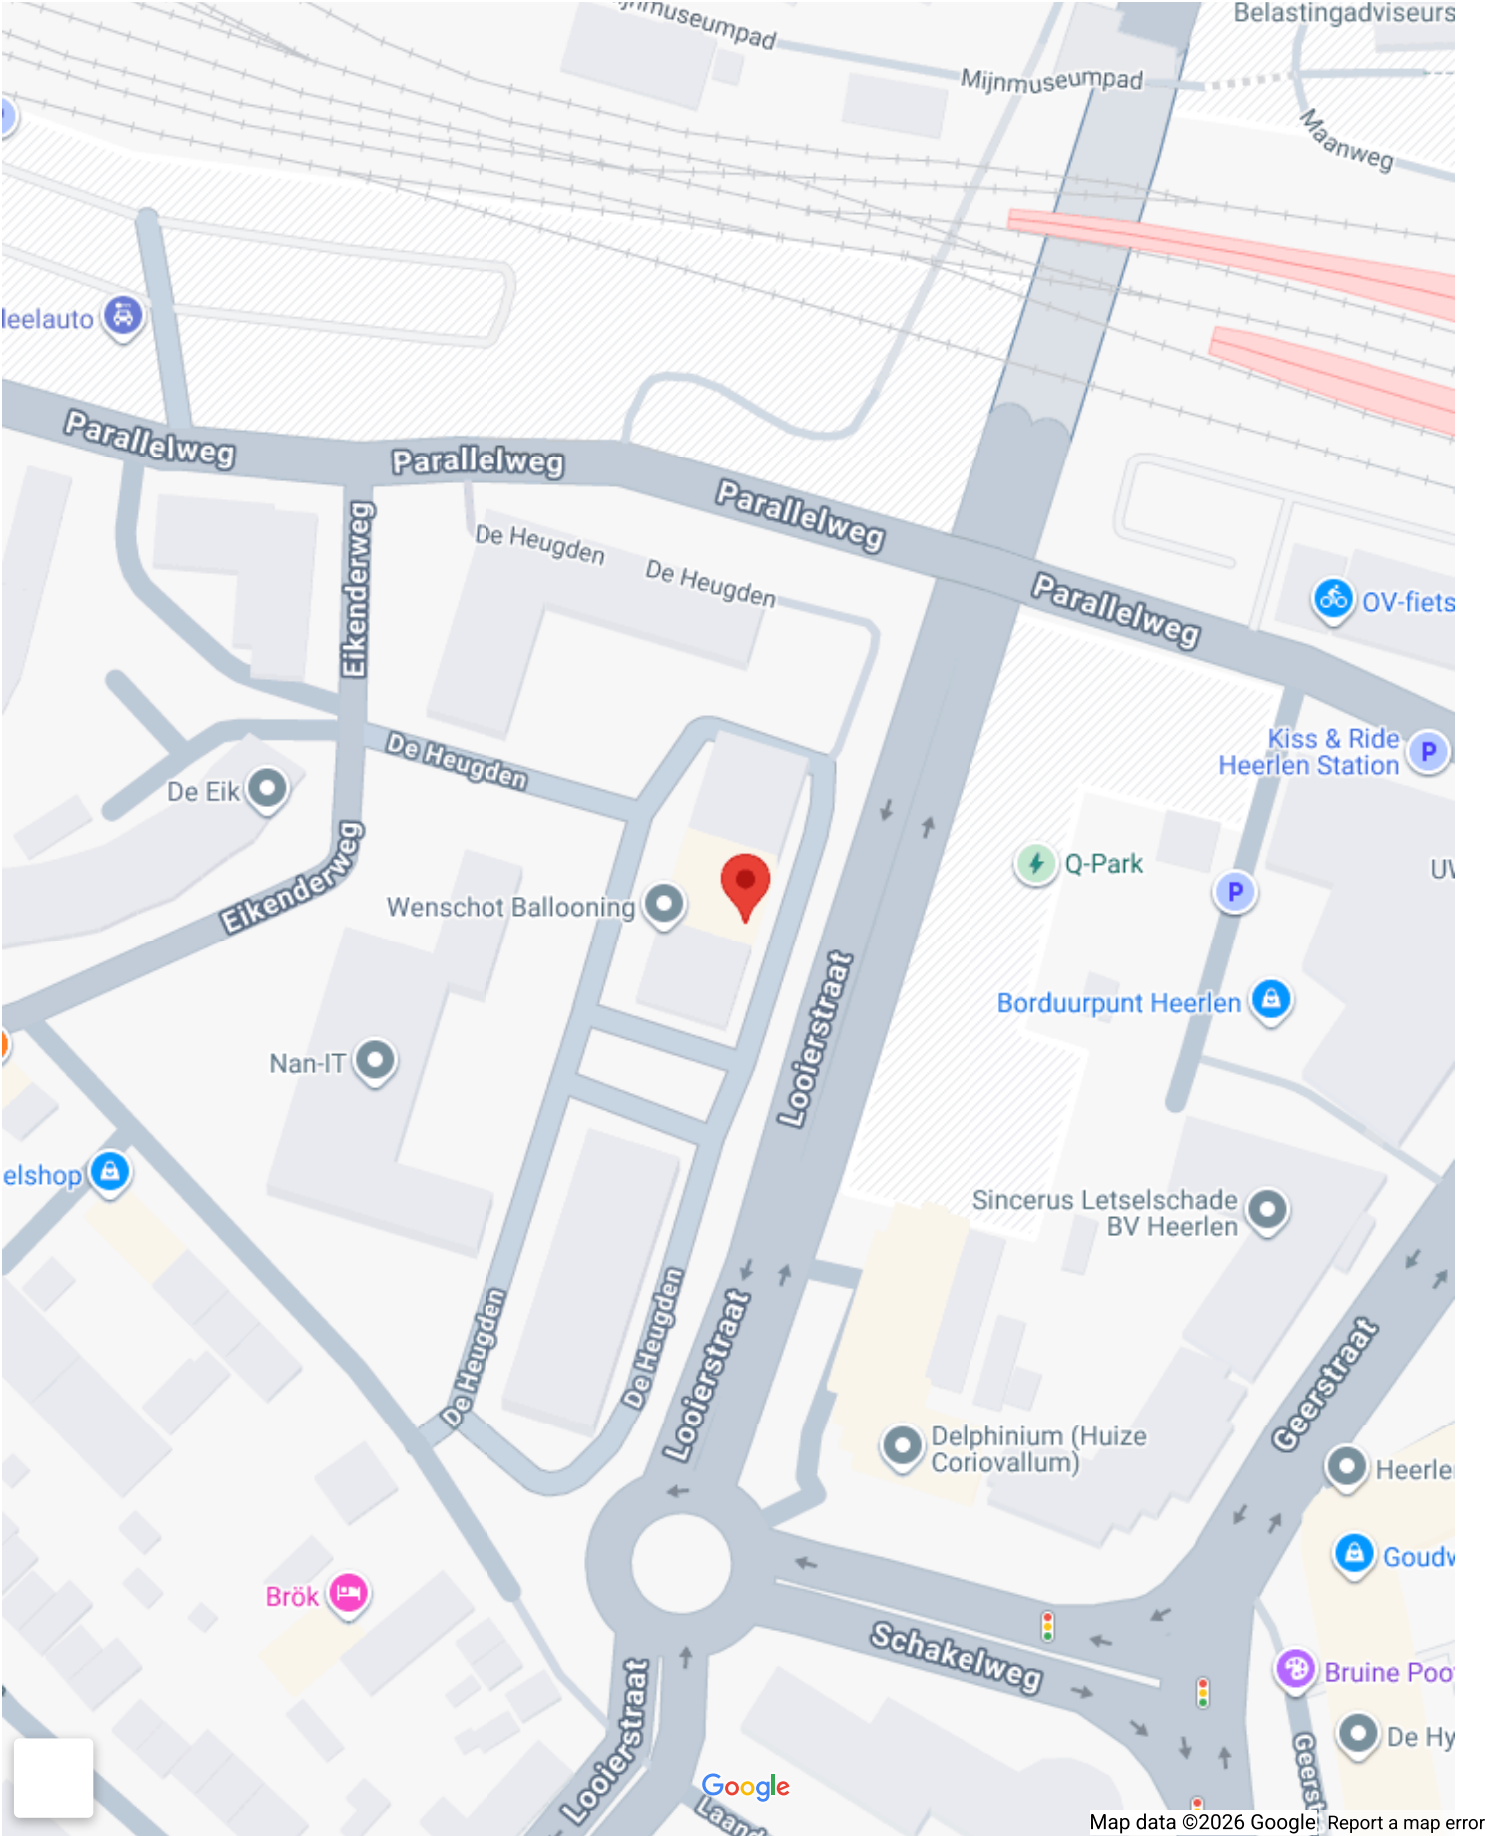 Belastingadviseurs
Mijnmuseumpad
Maanweg
leelauto
Parallelweg
Parallelweg
Parallelweg
Parallelweg
De Heugden
De Heugden
Eikenderweg
OV-fiets
Kiss & Ride
Heerlen Station
P
De Heugden
De Eik
Eikenderweg
Q-Park
P
Wenschot Ballooning
Looierstraat
Borduurpunt Heerlen
Nan-IT
elshop
Sincerus Letselschade
BV Heerlen
De Heugden
De Heugden
Looierstraat
Geerstraat
Delphinium (Huize
Coriovallum)
Brök
Schakelweg
Looierstraat
Bruine
De
Google
Map data ©2026 Google
Report a map error